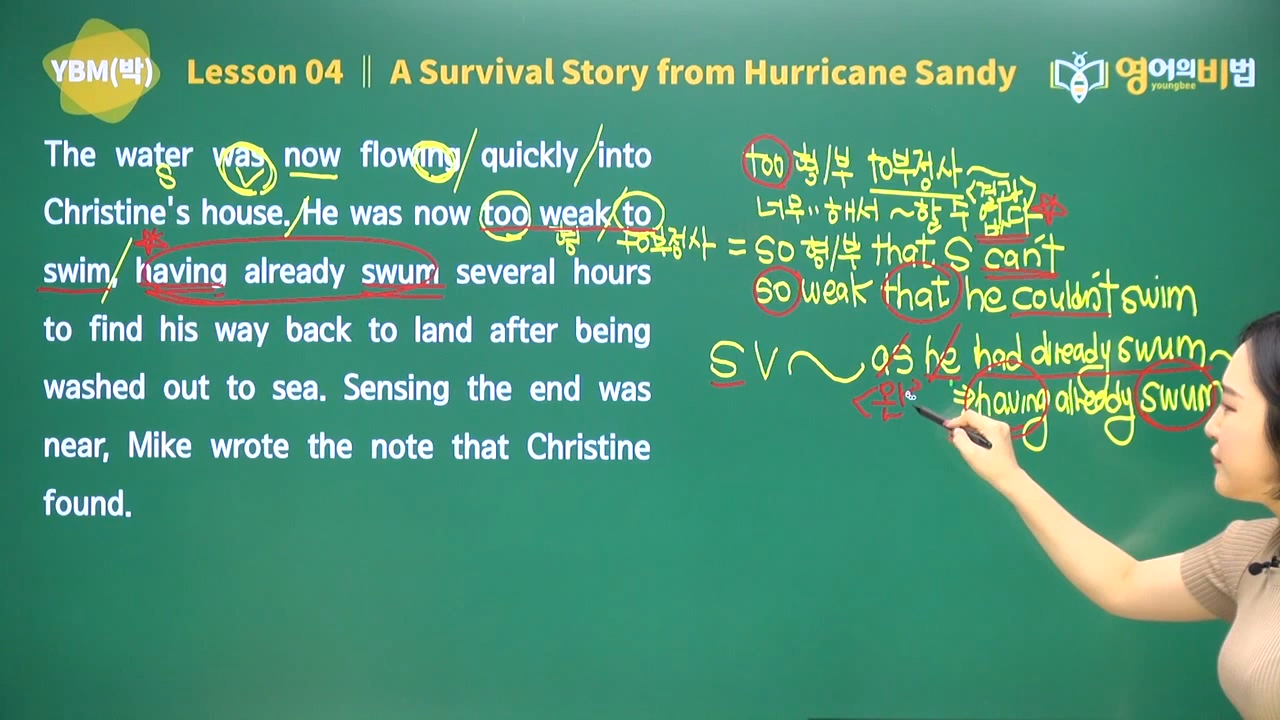 YBM(박)
Lesson 04 || A Survival Story from Hurricane Sandy
영어의비법
youngbee
The water was now flowing quickly into
S V
Christine's house. He was now too weak to
형 to부정사
swim, having already swum several hours
to find his way back to land after being
washed out to sea. Sensing the end was
near, Mike wrote the note that Christine
found.
too 형/부 to부정사
<결과>
너무‥해서 ~할 수 없다
= so 형/부 that S can't
so weak that he couldn't swim
S V as he had already swum
= having already swum